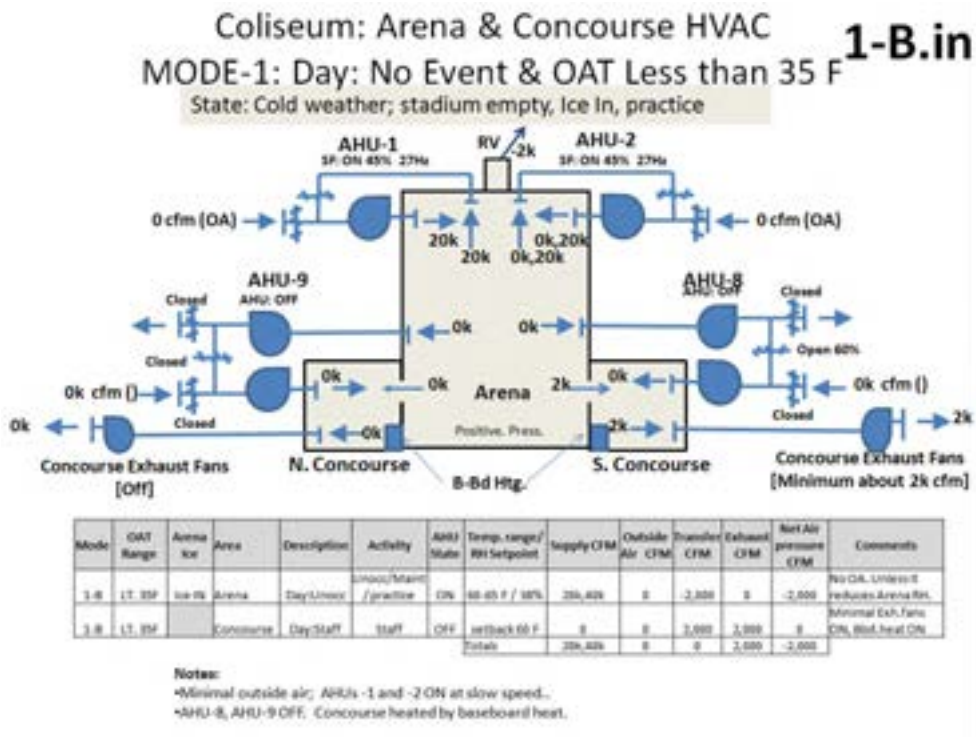 Coliseum: Arena & Concourse HVAC
1-B.in
MODE-1: Day: No Event & OAT Less than 35 F
State: Cold weather; stadium empty, Ice In, practice
AHU-1
SF: ON 45% 27Hz
RV
-2k
AHU-2
SF: ON 45% 27Hz
0 cfm (OA)
0 cfm (OA)
20k
0k,20k
20k
0k,20k
AHU-9
AHU: OFF
AHU-8
AHU: OFF
Closed
Closed
0k
0k
Closed
Open 60%
0k
0k
Arena
2k
0k
0k cfm ()
0k cfm ()
Closed
Closed
0k
0k
Positive. Press.
2k
2k
Concourse Exhaust Fans
[Off]
N. Concourse
B-Bd Htg.
S. Concourse
Concourse Exhaust Fans
[Minimum about 2k cfm]
Mode OAT Range Arena Ice Area Description Activity AHU State Temp. range/ RH Setpoint Supply CFM Outside Air CFM Transfer CFM Exhaust CFM Net Air pressure CFM Comments
1-B LT. 35F Ice-IN Arena Day:Unocc Unocc/Maint /practice ON 60-65 F / 38% 20k,40k 0 -2,000 0 -2,000 No OA. Unless it reduces Arena RH.
1-B LT. 35F Concourse Day:Staff Staff OFF setback 60 F 0 0 2,000 2,000 0 Minimal Exh.fans ON, Bbd.heat ON
Totals 20k,40k 0 0 2,000 -2,000
Notes:
•Minimal outside air; AHUs -1 and -2 ON at slow speed..
•AHU-8, AHU-9 OFF. Concourse heated by baseboard heat.